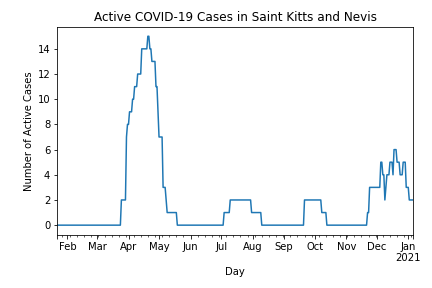 Active COVID-19 Cases in Saint Kitts and Nevis
Number of Active Cases
14
12
10
8
6
4
2
0
Feb Mar Apr May Jun Jul Aug Sep Oct Nov Dec Jan
2021
Day